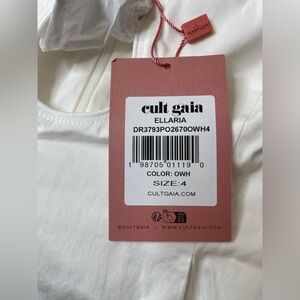 cult gaia
ELLARIA
DR3793PO2670OWH4
1 98705 01119 0
COLOR: OWH
SIZE:4
CULTGAIA.COM
@CULTGAIA | WWW.CULTGAIA.COM